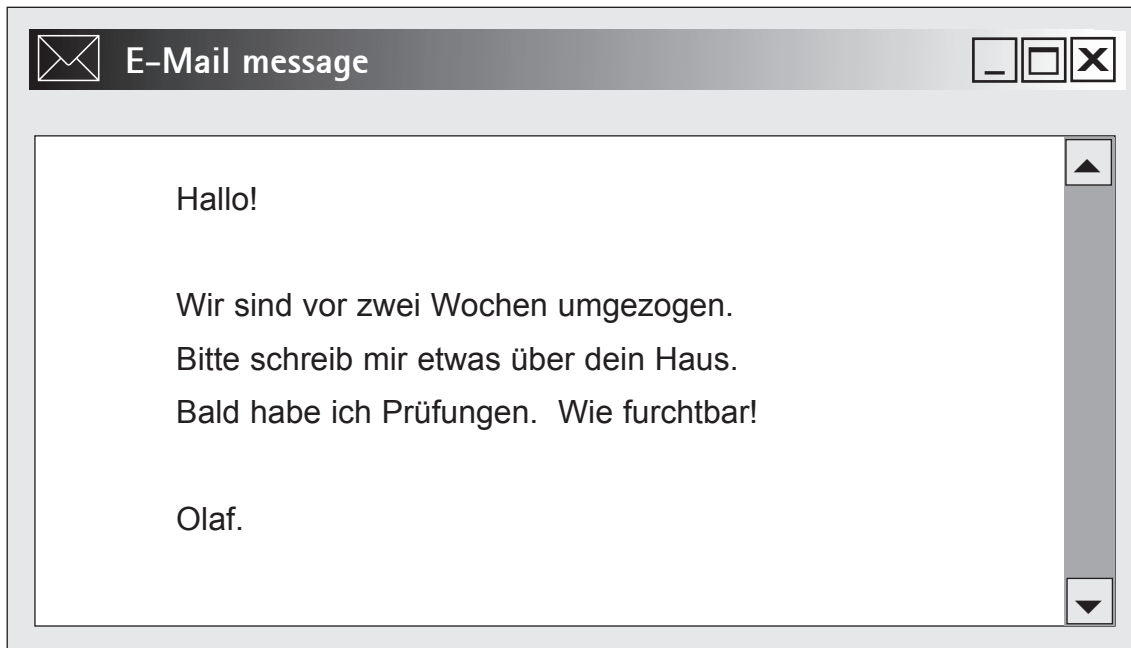 E-Mail message
Hallo!
Wir sind vor zwei Wochen umgezogen.
Bitte schreib mir etwas über dein Haus.
Bald habe ich Prüfungen.  Wie furchtbar!
Olaf.